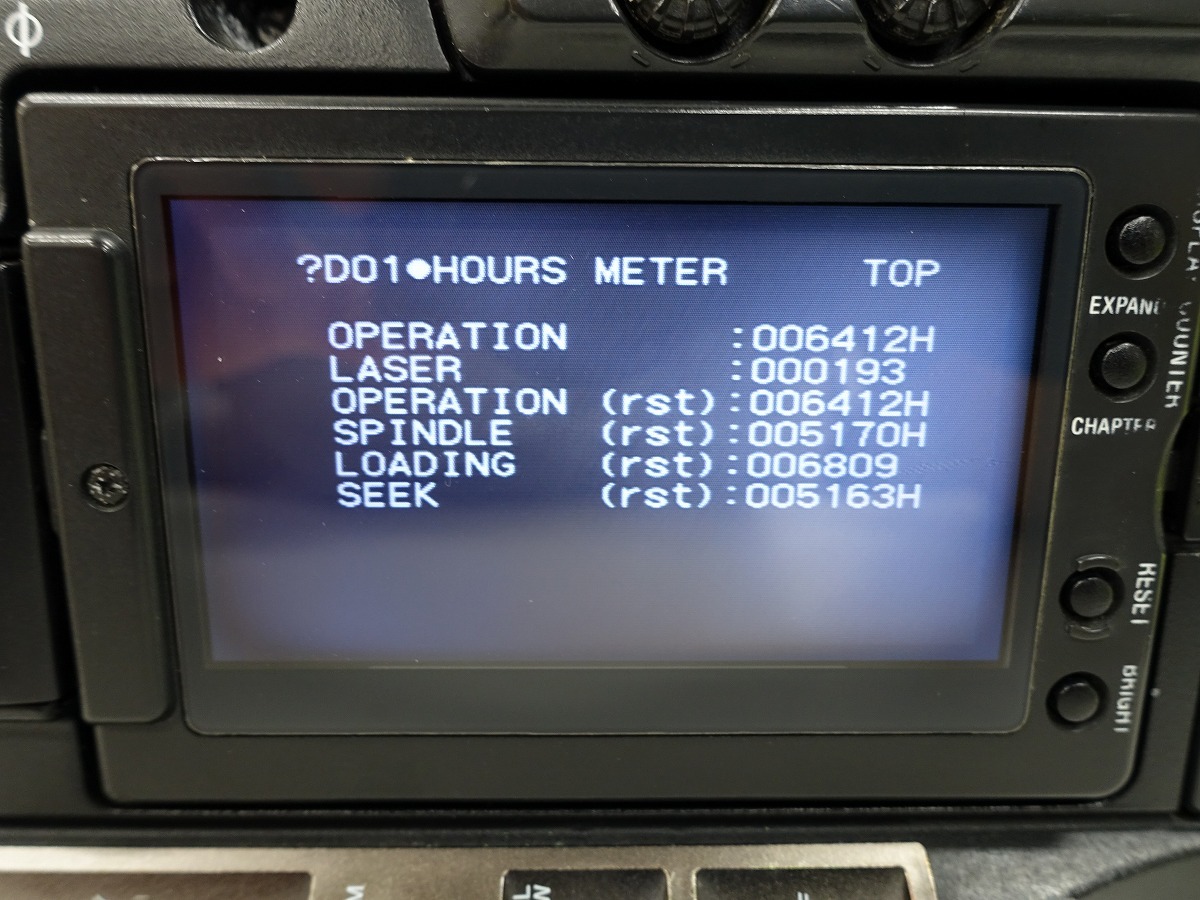 ?D01●HOURS METER TOP
OPERATION :006412H
LASER :000193
OPERATION (rst):006412H
SPINDLE (rst):005170H
LOADING (rst):006809
SEEK (rst):005163H
EXPAND
COUNTER
CHAPTER
RESET
BRIGHT